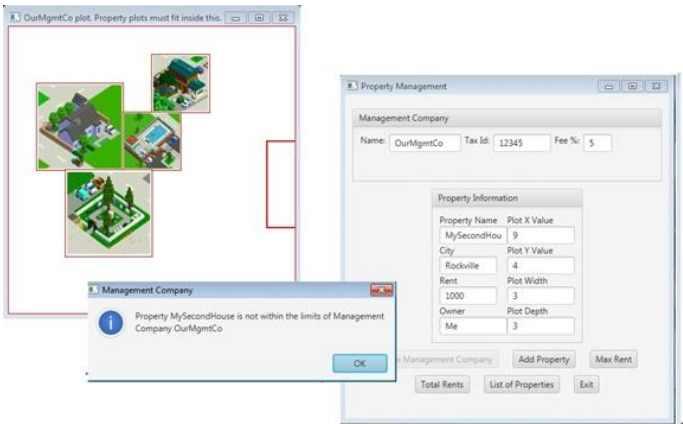 OurMgmtCo plot. Property plots must fit inside this.
Property Management
Management Company
Name: OurMgmtCo Tax Id: 12345 Fee %: 5
Property Information
Property Name Plot X Value
MySecondHou 9
City Plot Y Value
Rockville 4
Rent Plot Width
1000 3
Owner Plot Depth
Me 3
Management Company
Property MySecondHouse is not within the limits of Management
Company OurMgmtCo
OK
Management Company Add Property Max Rent
Total Rents List of Properties Exit